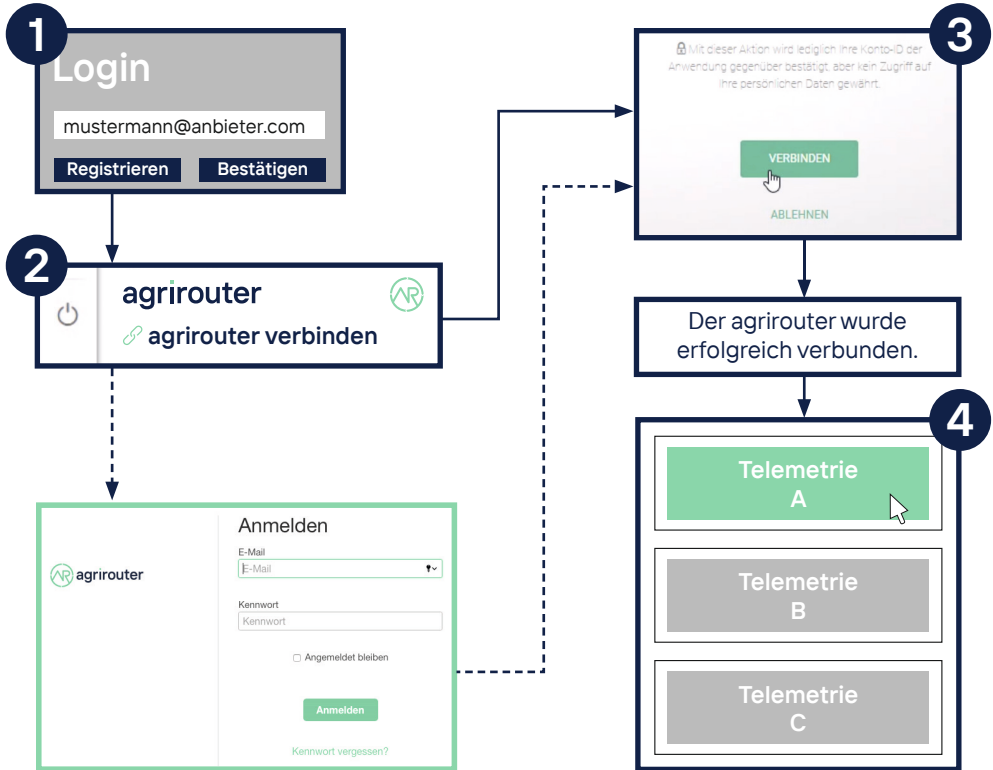 1
Login
mustermann@anbieter.com
Registrieren
Bestätigen
2
agrirouter
AR
agrirouter verbinden
AR agrirouter
Anmelden
E-Mail
E-Mail
Kennwort
Kennwort
Angemeldet bleiben
Anmelden
Kennwort vergessen?
3
Mit dieser Aktion wird lediglich Ihre Konto-ID der
Anwendung gegenüber bestätigt, aber kein Zugriff auf
Ihre persönlichen Daten gewährt.
VERBINDEN
ABLEHNEN
Der agrirouter wurde
erfolgreich verbunden.
4
Telemetrie
A
Telemetrie
B
Telemetrie
C